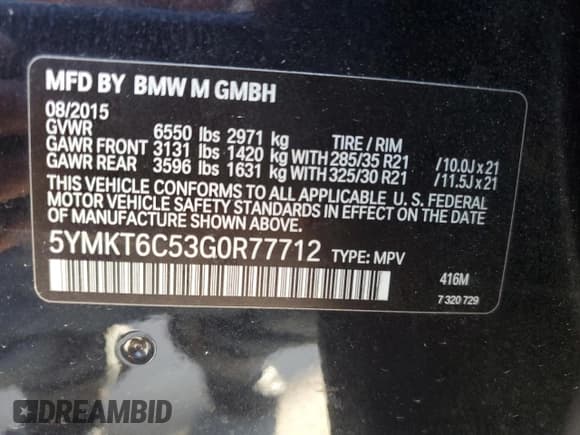 MFD BY BMW M GMBH
08/2015
GVWR 6550 lbs 2971 kg TIRE / RIM
GAWR FRONT 3131 lbs 1420 kg WITH 285/35 R21 /10.0J x 21
GAWR REAR 3596 lbs 1631 kg WITH 325/30 R21 /11.5J x 21
THIS VEHICLE CONFORMS TO ALL APPLICABLE U. S. FEDERAL
MOTOR VEHICLE SAFETY STANDARDS IN EFFECT ON THE DATE
OF MANUFACTURE SHOWN ABOVE.
5YMKT6C53G0R77712 TYPE: MPV
416M
7 320 729
DREAMBID